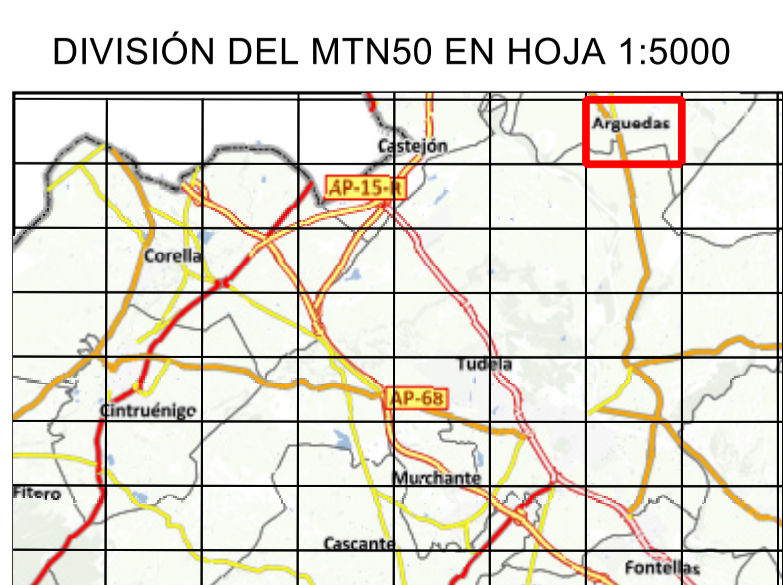 DIVISIÓN DEL MTN50 EN HOJA 1:5000
Arguedas
Castejón
AP-15-R
Corella
Tudela
AP-68
Cintruénigo
Murchante
Fitero
Cascante
Fontellas